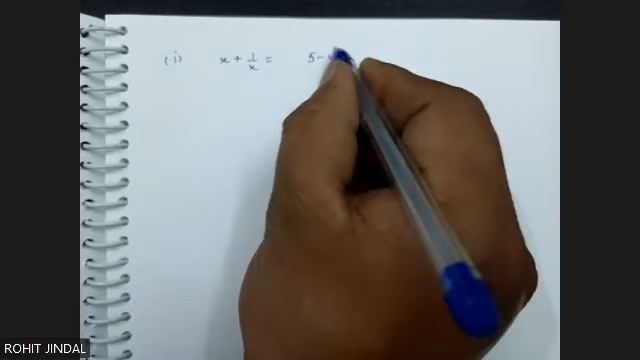 (i) x + 1/x = 5 -
ROHIT JINDAL